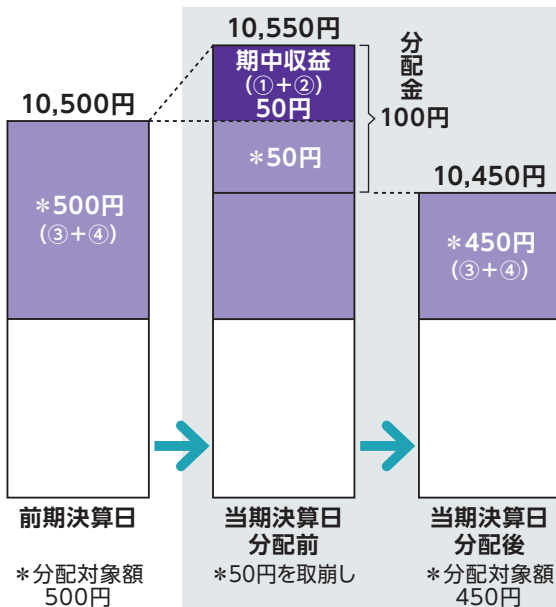 10,500円
*500円
(③+④)
前期決算日
*分配対象額
500円
10,550円
期中収益
(①+②)
50円
*50円
分配金
100円
当期決算日
分配前
*50円を取崩し
10,450円
*450円
(③+④)
当期決算日
分配後
*分配対象額
450円